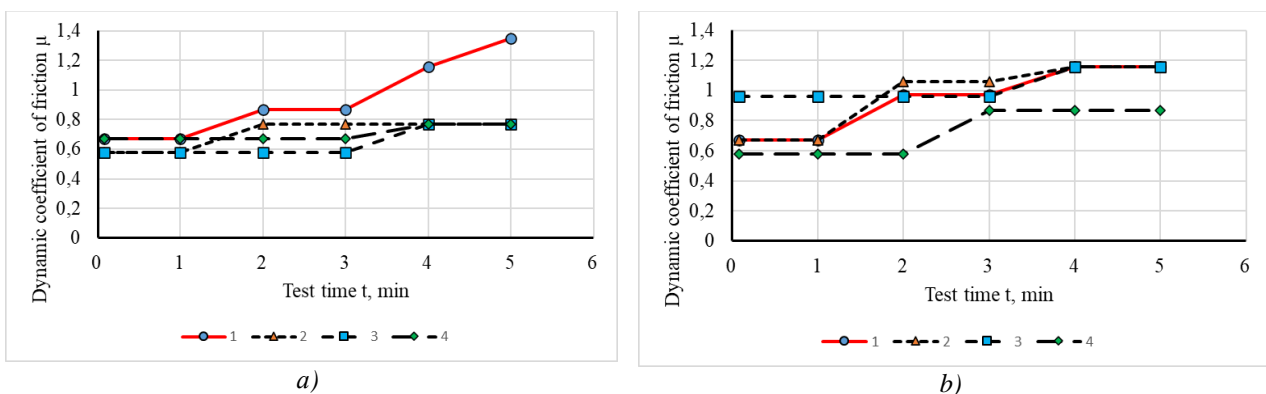 Dynamic coefficient of friction μ
1,4
1,2
1
0,8
0,6
0,4
0,2
0
0 1 2 3 4 5 6
Test time t, min
1 2 3 4
a)
Dynamic coefficient of friction μ
1,4
1,2
1
0,8
0,6
0,4
0,2
0
0 1 2 3 4 5 6
Test time t, min
1 2 3 4
b)